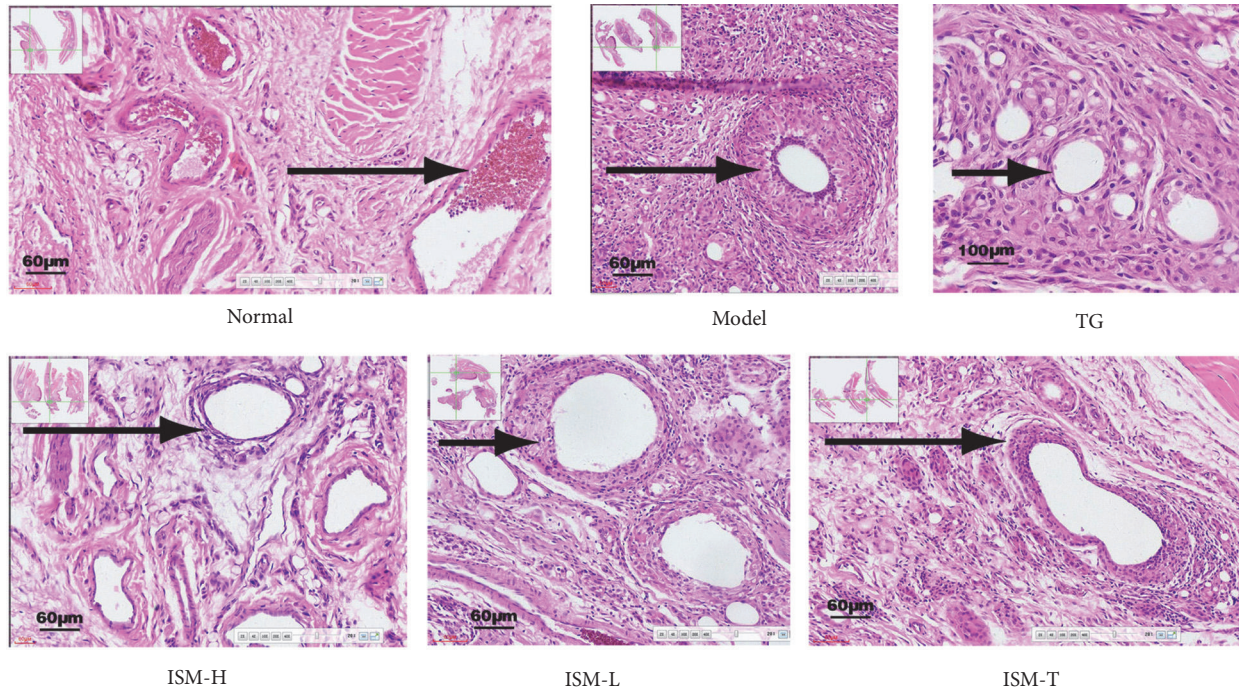 60μm
60μm
100μm
Normal
Model
TG
60μm
60μm
60μm
ISM-H
ISM-L
ISM-T